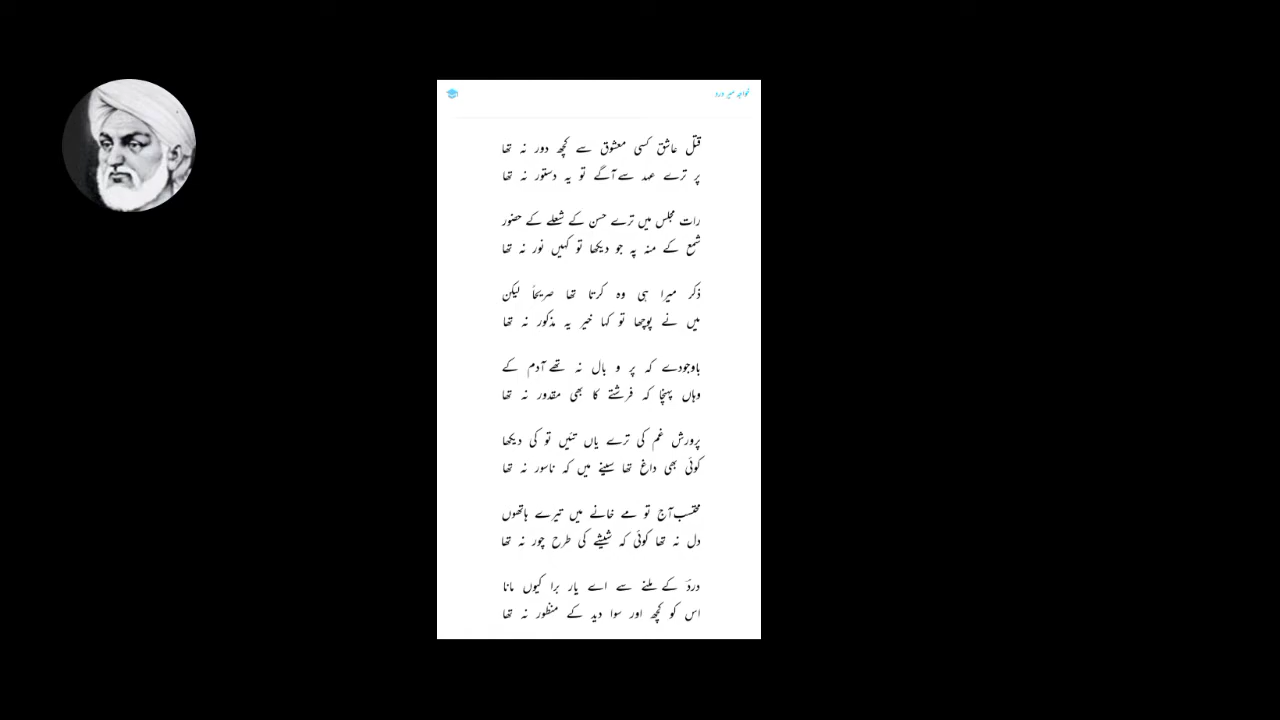 خواجہ میر درد
قتل عاشق کسی معشوق سے کچھ دور نہ تھا
پر ترے عہد سے آگے تو یہ دستور نہ تھا
رات مجلس میں ترے حسن کے شعلے کے حضور
شمع کے منہ پہ جو دیکھا تو کہیں نور نہ تھا
ذکر میرا ہی وہ کرتا تھا صریحاً لیکن
میں نے پوچھا تو کہا خیر یہ مذکور نہ تھا
باوجودے کہ پر و بال نہ تھے آدم کے
وہاں پہنچا کہ فرشتے کا بھی مقدور نہ تھا
پرورش غم کی ترے یاں تئیں تو کی دیکھا
کوئی بھی داغ تھا سینے میں کہ ناسور نہ تھا
محتسب آج تو مے خانے میں تیرے ہاتھوں
دل نہ تھا کوئی کہ شیشے کی طرح چور نہ تھا
دردؔ کے ملنے سے اے یار برا کیوں مانا
اس کو کچھ اور سوا دید کے منظور نہ تھا